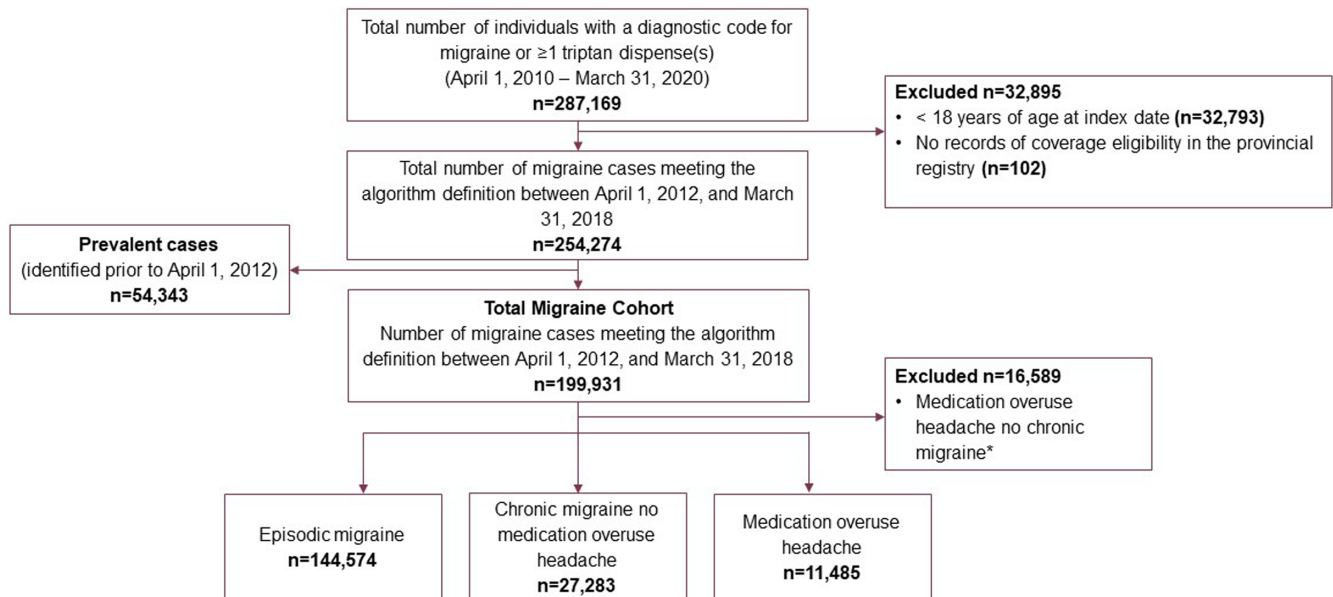 Total number of individuals with a diagnostic code for
migraine or ≥1 triptan dispense(s)
(April 1, 2010 – March 31, 2020)
n=287,169
Excluded n=32,895
• < 18 years of age at index date (n=32,793)
• No records of coverage eligibility in the provincial
registry (n=102)
Total number of migraine cases meeting the
algorithm definition between April 1, 2012, and March
31, 2018
n=254,274
Prevalent cases
(identified prior to April 1, 2012)
n=54,343
Total Migraine Cohort
Number of migraine cases meeting the algorithm
definition between April 1, 2012, and March 31, 2018
n=199,931
Excluded n=16,589
• Medication overuse
headache no chronic
migraine*
Episodic migraine
n=144,574
Chronic migraine no
medication overuse
headache
n=27,283
Medication overuse
headache
n=11,485